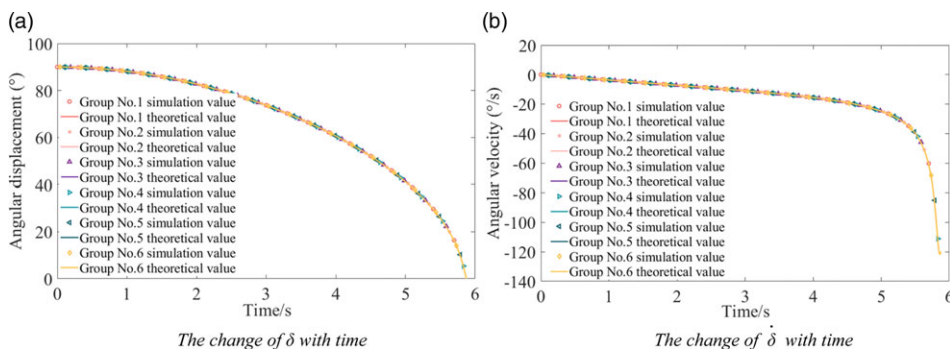 (a)
100
80
60
40
20
0
Angular displacement (°)
Group No.1 simulation value
Group No.1 theoretical value
Group No.2 simulation value
Group No.2 theoretical value
Group No.3 simulation value
Group No.3 theoretical value
Group No.4 simulation value
Group No.4 theoretical value
Group No.5 simulation value
Group No.5 theoretical value
Group No.6 simulation value
Group No.6 theoretical value
0 1 2 3 4 5 6
Time/s
The change of δ with time
(b)
20
0
-20
-40
-60
-80
-100
-120
-140
Angular velocity (°/s)
Group No.1 simulation value
Group No.1 theoretical value
Group No.2 simulation value
Group No.2 theoretical value
Group No.3 simulation value
Group No.3 theoretical value
Group No.4 simulation value
Group No.4 theoretical value
Group No.5 simulation value
Group No.5 theoretical value
Group No.6 simulation value
Group No.6 theoretical value
0 1 2 3 4 5 6
Time/s
The change of δ̇ with time